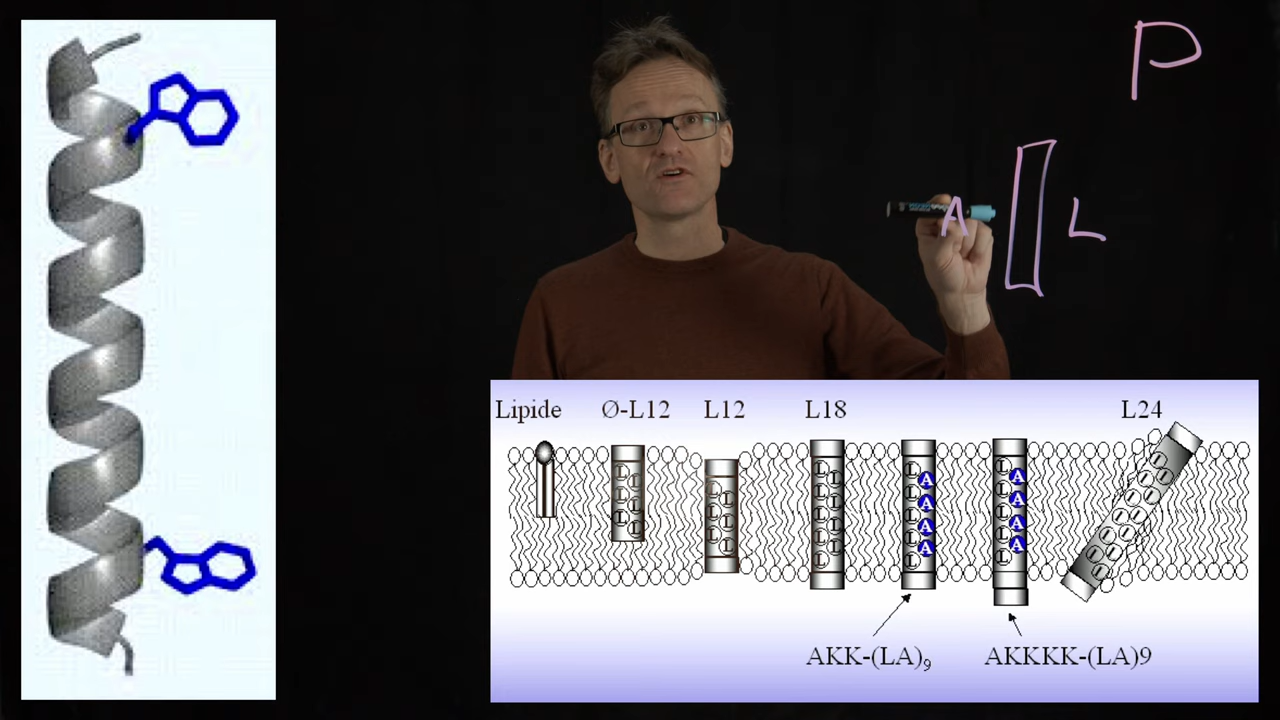 P
A L
Lipide Ø-L12 L12 L18 L24
L L L L L L L
L L L L L L L
L L L L L L L L L
L A L A L A L A L
L A L A L A L A L
AKK-(LA)₉ AKKKK-(LA)9